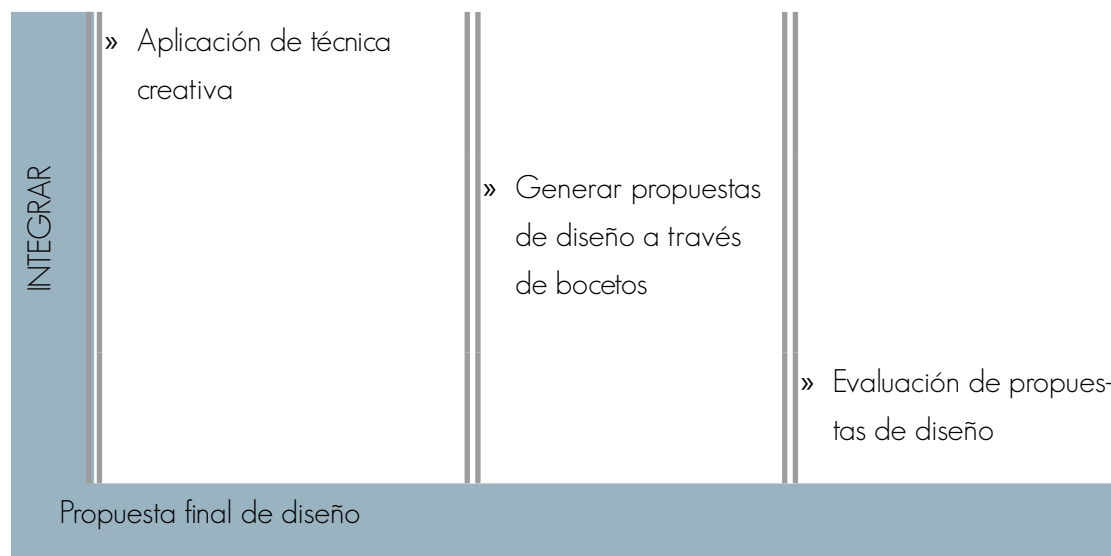 INTEGRAR
» Aplicación de técnica
creativa
» Generar propuestas
de diseño a través
de bocetos
» Evaluación de propues-
tas de diseño
Propuesta final de diseño